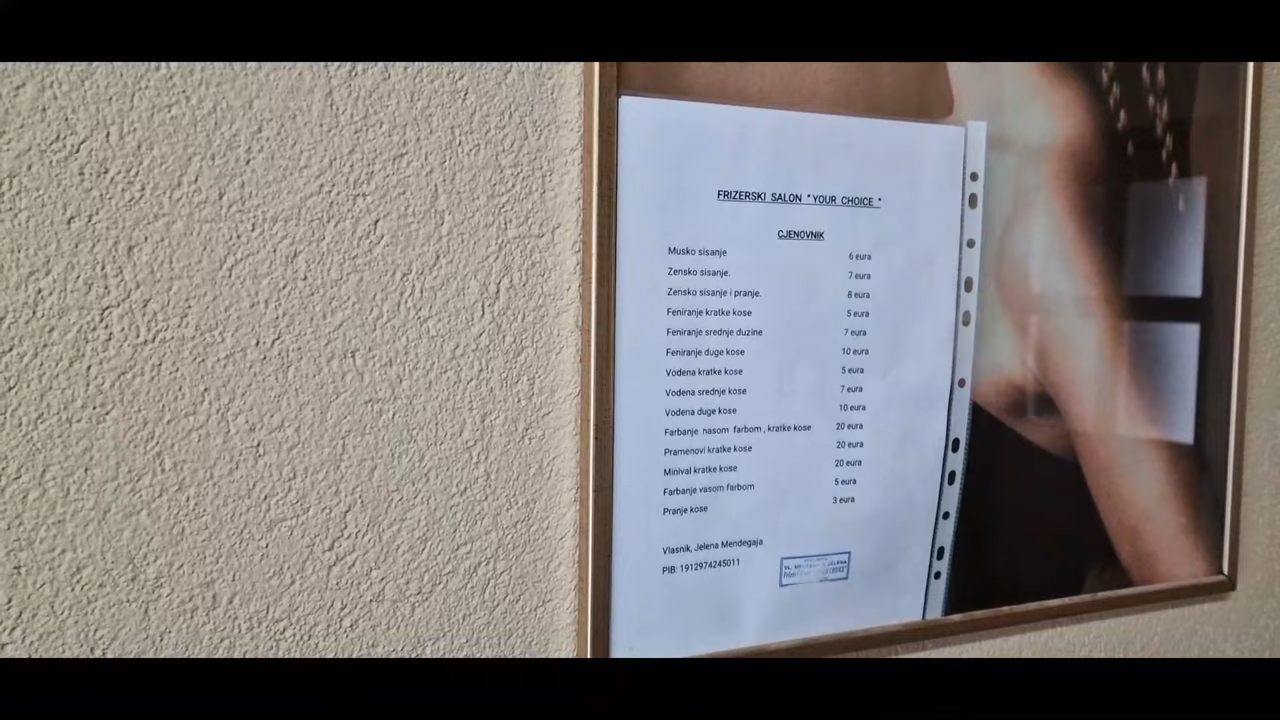 FRIZERSKI SALON "YOUR CHOICE"
CJENOVNIK
Musko sisanje 6 eura
Zensko sisanje. 7 eura
Zensko sisanje i pranje. 8 eura
Feniranje kratke kose 5 eura
Feniranje srednje duzine 7 eura
Feniranje duge kose 10 eura
Vodena kratke kose 5 eura
Vodena srednje kose 7 eura
Vodena duge kose 10 eura
Farbanje nasom farbom , kratke kose 20 eura
Pramenovi kratke kose 20 eura
Minival kratke kose 20 eura
Farbanje vasom farbom 5 eura
Pranje kose 3 eura
Vlasnik, Jelena Mendegaja
PIB: 1912974245011
VL. JELENA